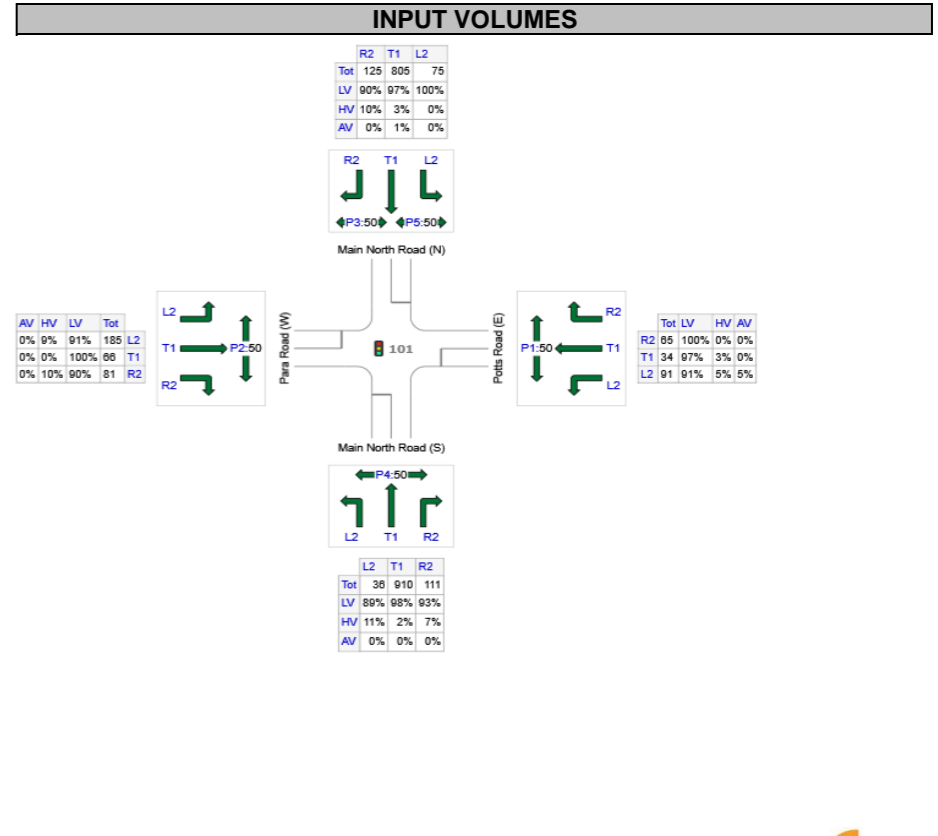 INPUT VOLUMES
R2 T1 L2
Tot 125 805 75
LV 90% 97% 100%
HV 10% 3% 0%
AV 0% 1% 0%
R2 T1 L2
P3:50 P5:50
Main North Road (N)
AV HV LV Tot
0% 9% 91% 185 L2
0% 0% 100% 66 T1
0% 10% 90% 81 R2
L2
T1 P2:50
R2
Para Road (W)
101
Potts Road (E)
R2
P1:50 T1
L2
Tot LV HV AV
R2 65 100% 0% 0%
T1 34 97% 3% 0%
L2 91 91% 5% 5%
Main North Road (S)
P4:50
L2 T1 R2
L2 T1 R2
Tot 36 910 111
LV 89% 98% 93%
HV 11% 2% 7%
AV 0% 0% 0%